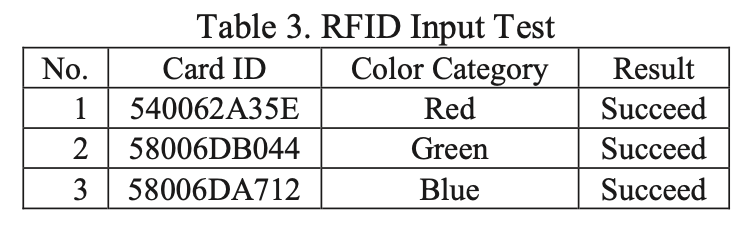 Table 3. RFID Input Test
No. Card ID Color Category Result
1 540062A35E Red Succeed
2 58006DB044 Green Succeed
3 58006DA712 Blue Succeed